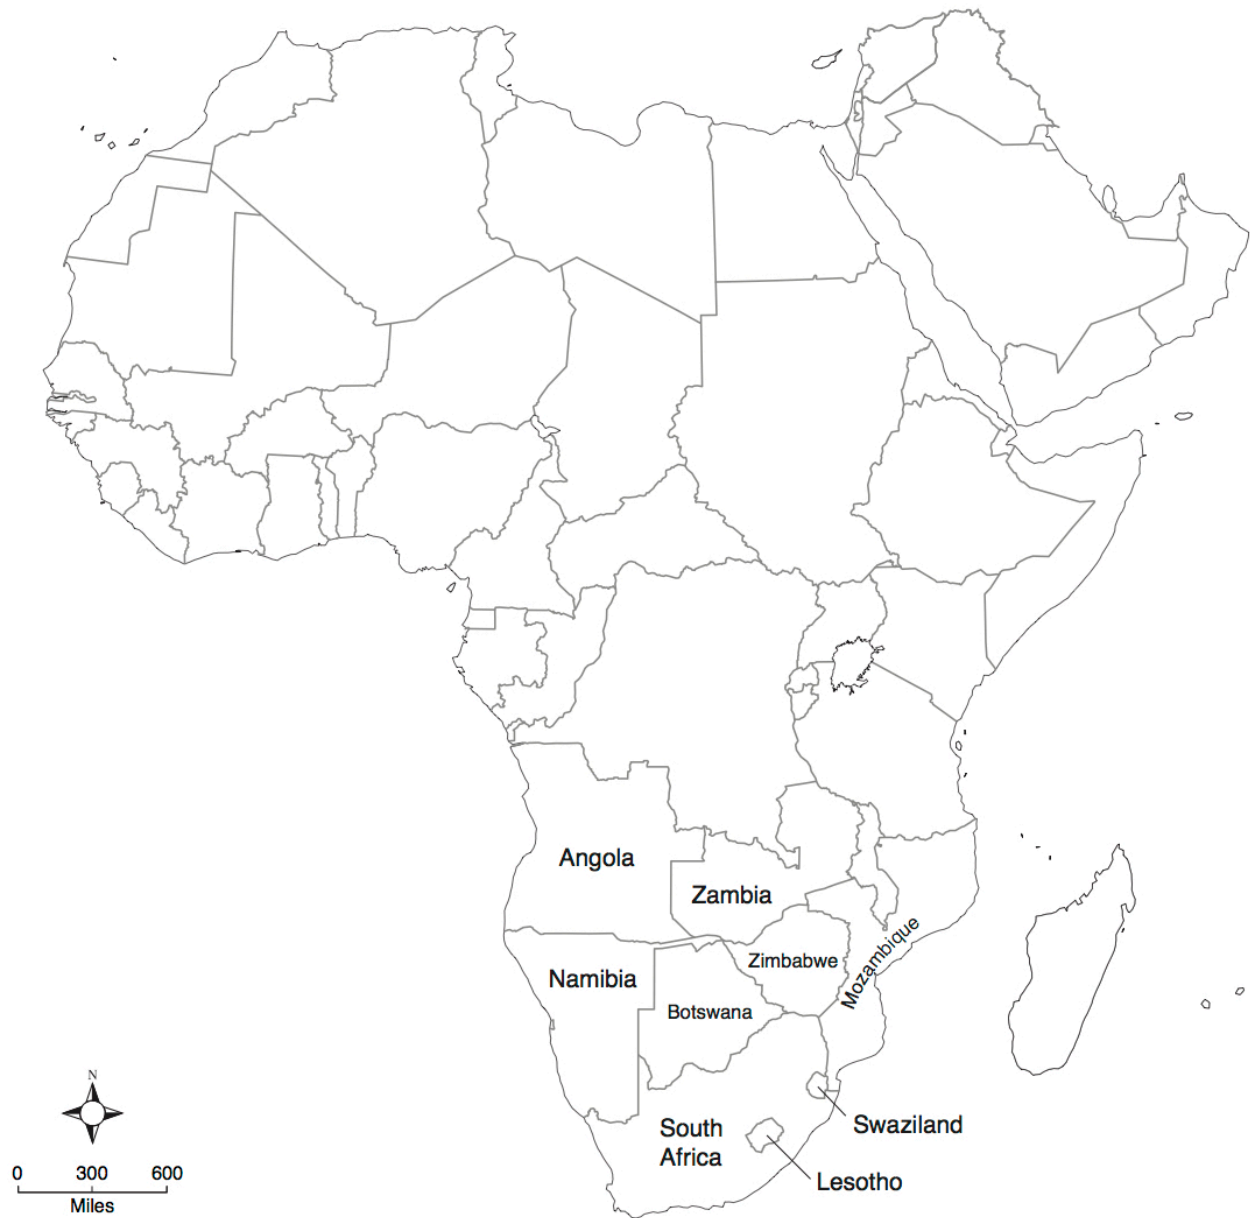 Angola
Zambia
Zimbabwe
Mozambique
Namibia
Botswana
N
Swaziland
South
Africa
0 300 600
Miles
Lesotho